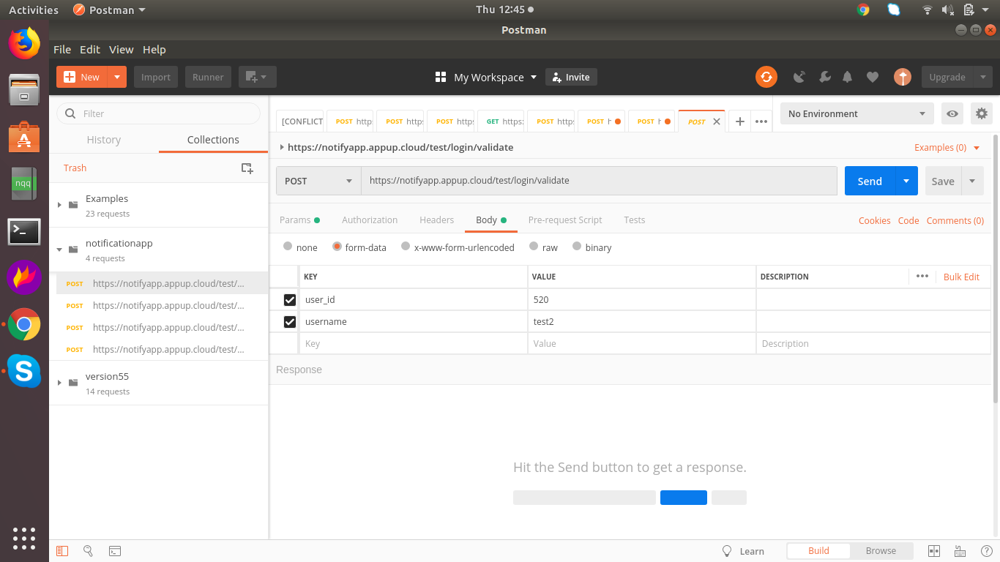 Activities Postman Thu 12:45
Postman
File Edit View Help
New Import Runner My Workspace Invite Upgrade
Filter
History Collections
Trash
Examples
23 requests
notificationapp
4 requests
POST https://notifyapp.appup.cloud/test/...
POST https://notifyapp.appup.cloud/test/...
POST https://notifyapp.appup.cloud/test/...
POST https://notifyapp.appup.cloud/test/...
version55
14 requests
nqq
[CONFLICT POST http POST http POST http GET https: POST http POST h POST h POST
No Environment
https://notifyapp.appup.cloud/test/login/validate Examples (0)
POST https://notifyapp.appup.cloud/test/login/validate Send Save
Params Authorization Headers Body Pre-request Script Tests Cookies Code Comments (0)
none form-data x-www-form-urlencoded raw binary
KEY VALUE DESCRIPTION Bulk Edit
user_id 520
username test2
Key Value Description
Response
Hit the Send button to get a response.
Learn Build Browse